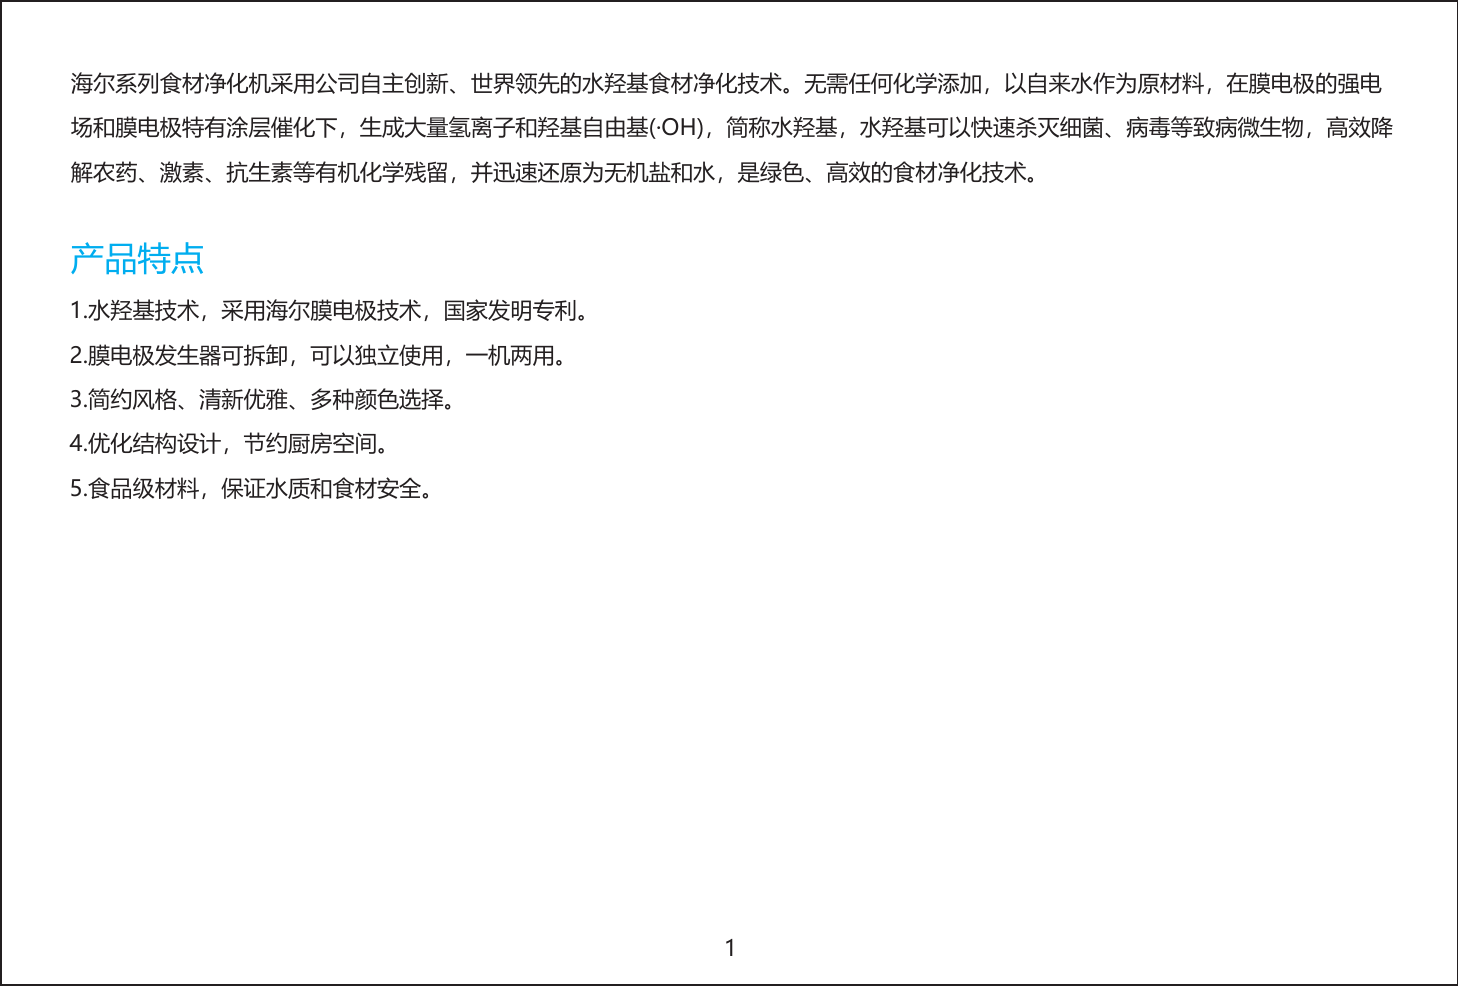 海尔系列食材净化机采用公司自主创新、世界领先的水羟基食材净化技术。无需任何化学添加，以自来水作为原材料，在膜电极的强电
场和膜电极特有涂层催化下，生成大量氢离子和羟基自由基(·OH)，简称水羟基，水羟基可以快速杀灭细菌、病毒等致病微生物，高效降
解农药、激素、抗生素等有机化学残留，并迅速还原为无机盐和水，是绿色、高效的食材净化技术。
产品特点
1.水羟基技术，采用海尔膜电极技术，国家发明专利。
2.膜电极发生器可拆卸，可以独立使用，一机两用。
3.简约风格、清新优雅、多种颜色选择。
4.优化结构设计，节约厨房空间。
5.食品级材料，保证水质和食材安全。
1